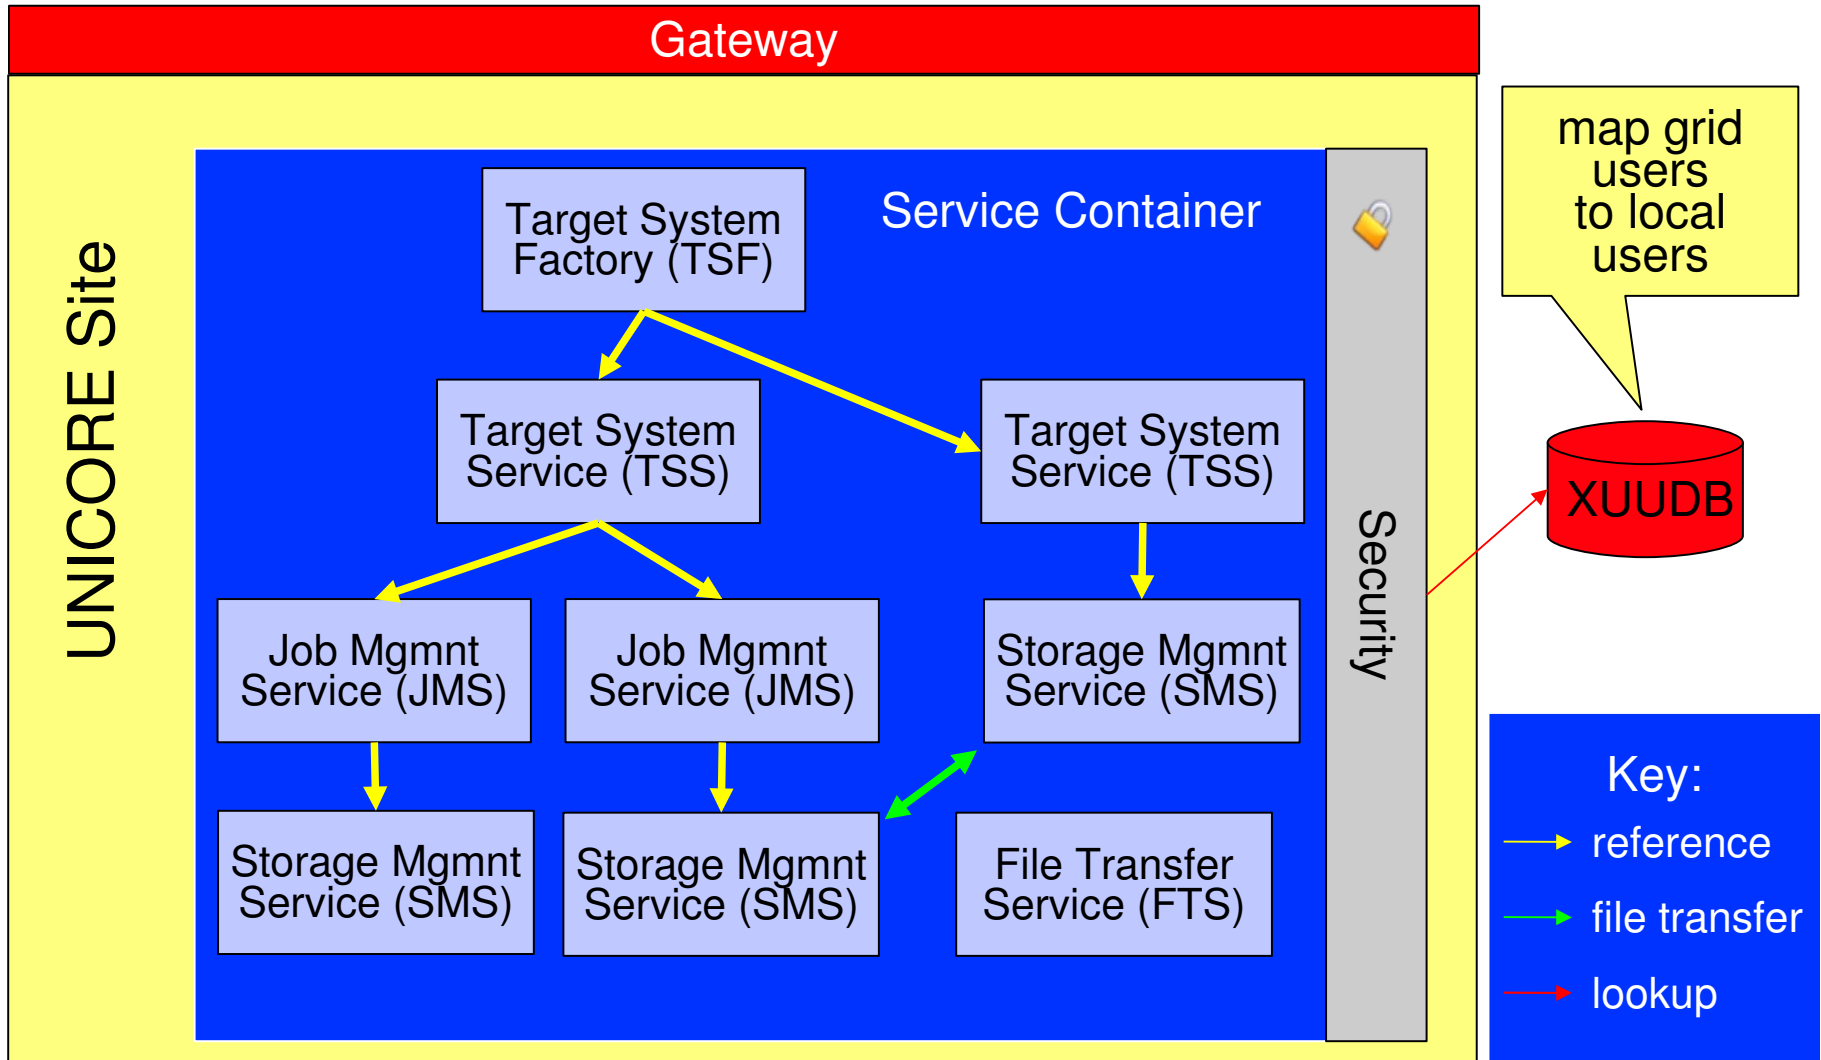 Gateway
UNICORE Site
Service Container
Target System
Factory (TSF)
Target System
Service (TSS)
Target System
Service (TSS)
Job Mgmnt
Service (JMS)
Job Mgmnt
Service (JMS)
Storage Mgmnt
Service (SMS)
Storage Mgmnt
Service (SMS)
Storage Mgmnt
Service (SMS)
File Transfer
Service (FTS)
Security
map grid
users
to local
users
XUUDB
Key:
reference
file transfer
lookup